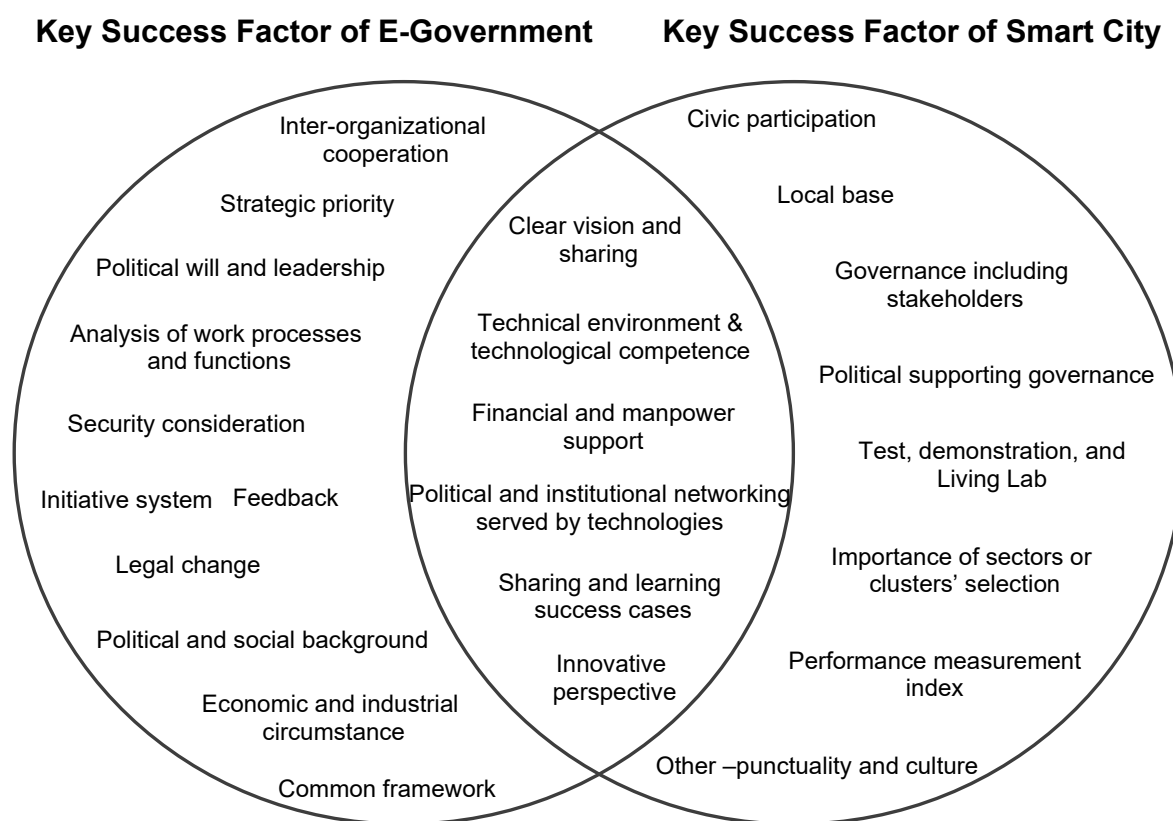 Key Success Factor of E-Government
Key Success Factor of Smart City
Inter-organizational
cooperation
Strategic priority
Political will and leadership
Analysis of work processes
and functions
Security consideration
Initiative system
Feedback
Legal change
Political and social background
Economic and industrial
circumstance
Common framework
Clear vision and
sharing
Technical environment &
technological competence
Financial and manpower
support
Political and institutional networking
served by technologies
Sharing and learning
success cases
Innovative
perspective
Civic participation
Local base
Governance including
stakeholders
Political supporting governance
Test, demonstration, and
Living Lab
Importance of sectors or
clusters’ selection
Performance measurement
index
Other –punctuality and culture